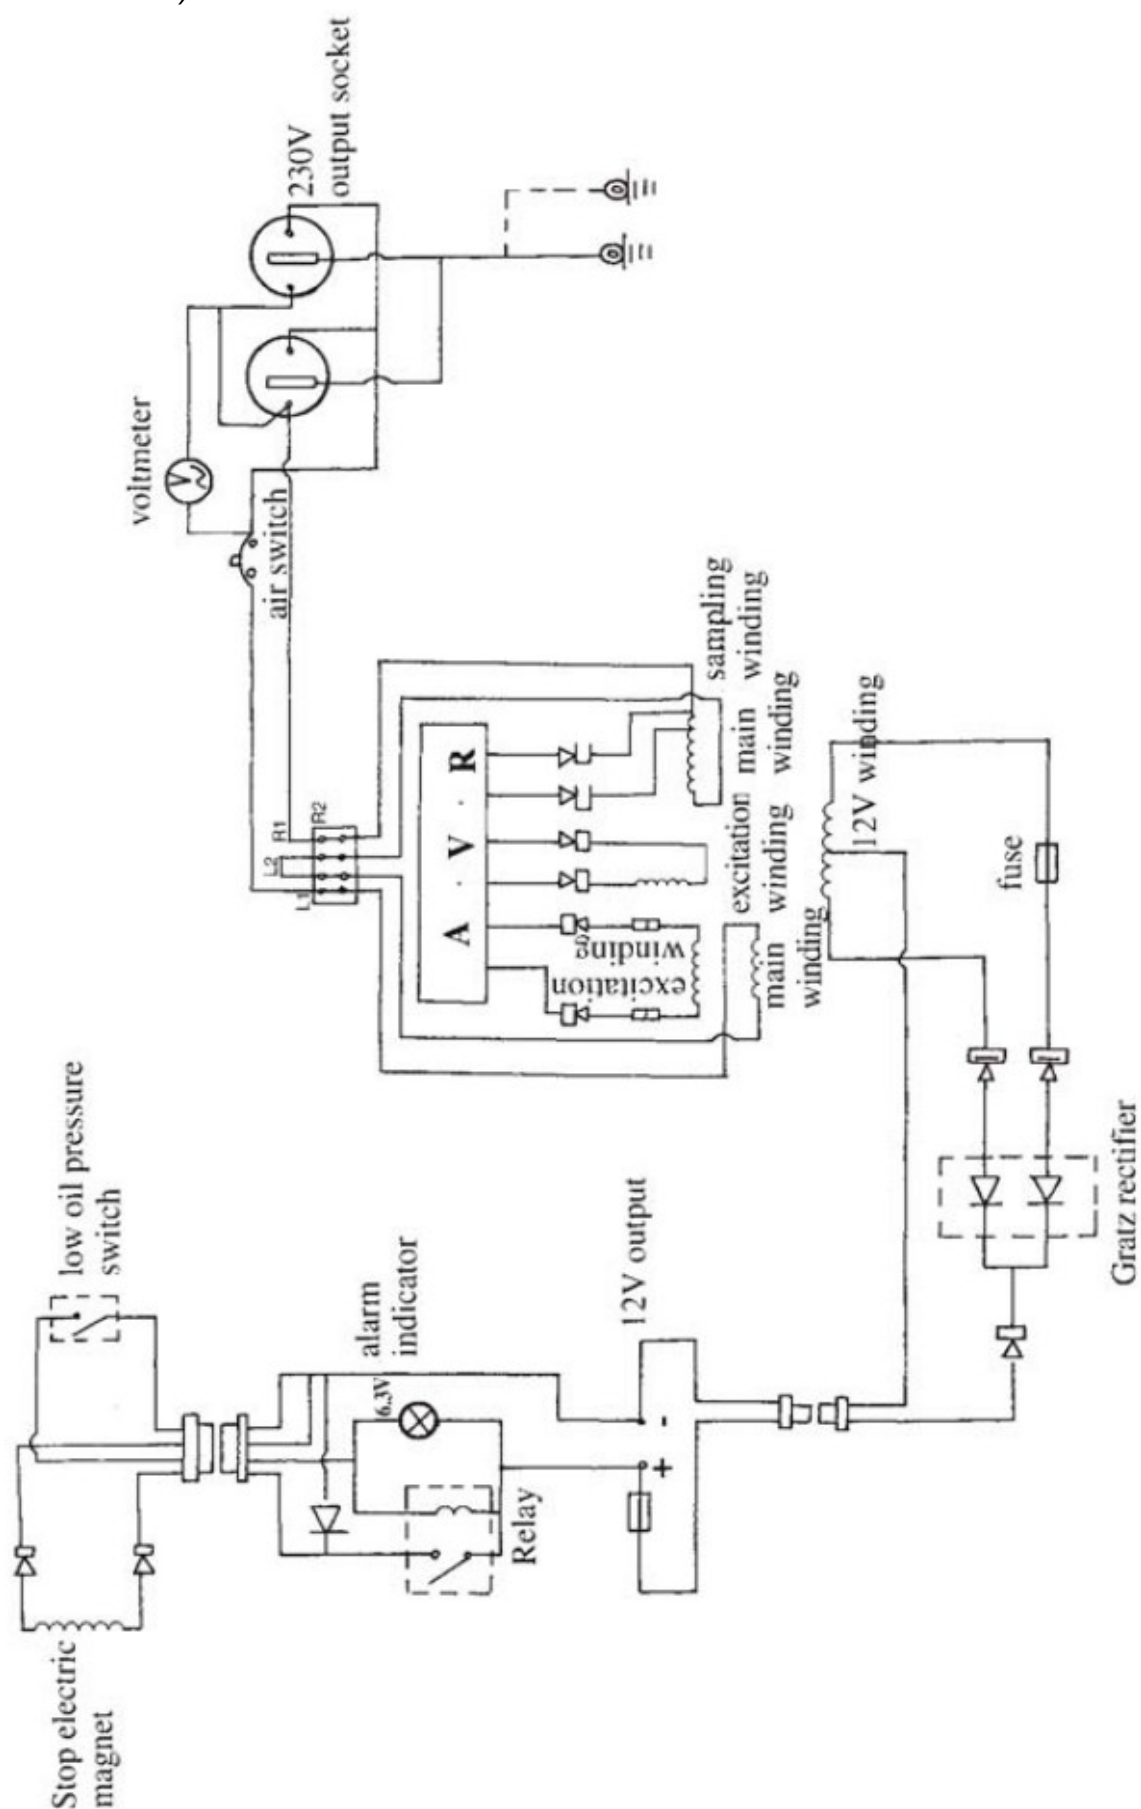 Stop electric
magnet
low oil pressure
switch
alarm
indicator
6.3V
Relay
12V output
+
-
voltmeter
V
air switch
230V
output socket
L1
L2
R1
R2
A . V . R
excitation
winding
main
winding
excitation
winding
main
winding
sampling
winding
12V winding
fuse
Gratz rectifier